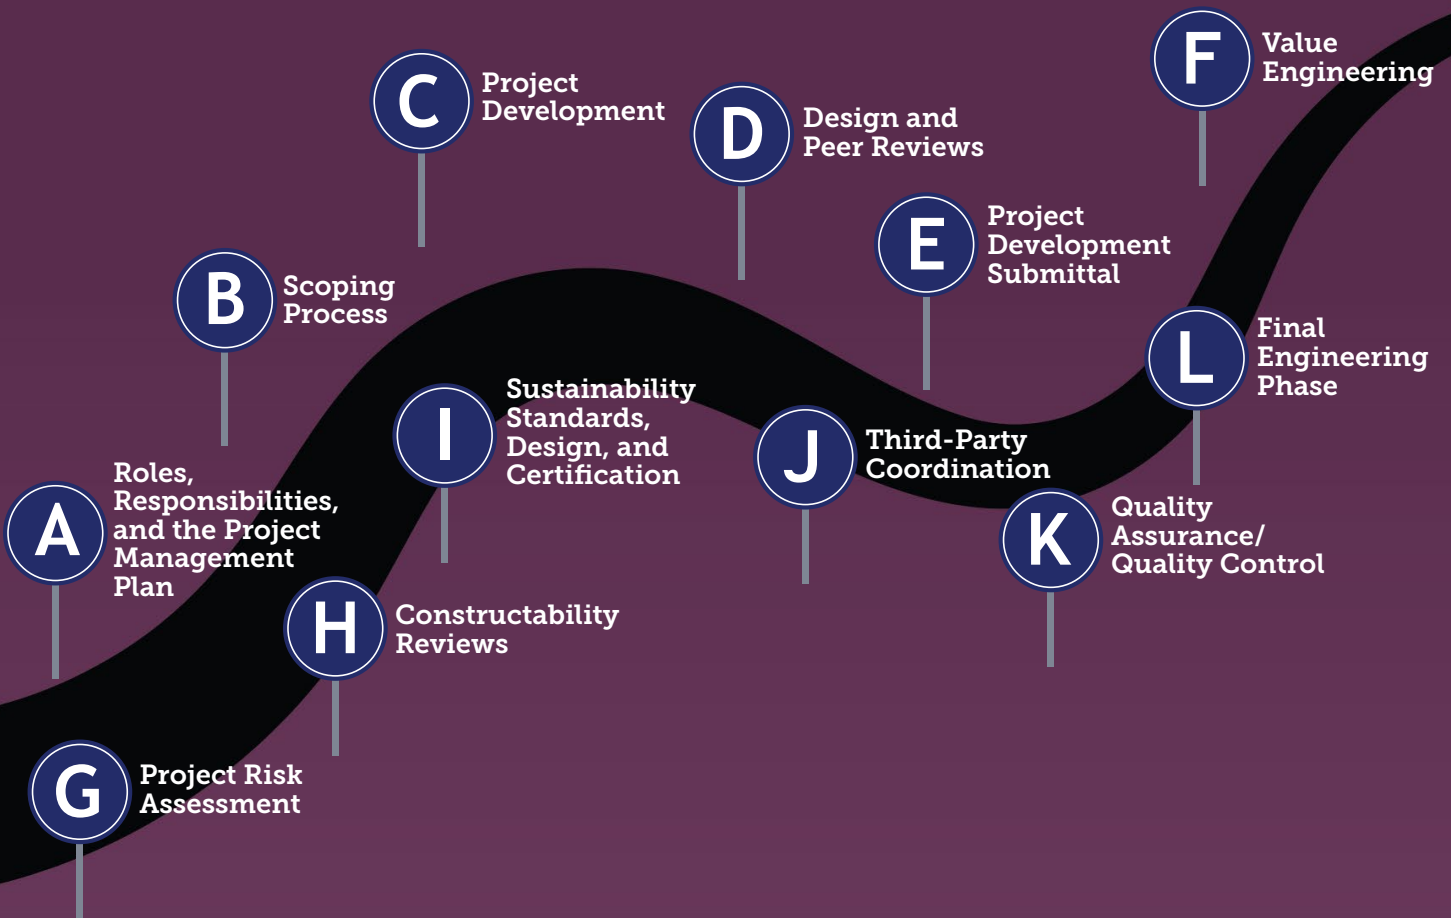 A
Roles,
Responsibilities,
and the Project
Management
Plan
B
Scoping
Process
C
Project
Development
D
Design and
Peer Reviews
E
Project
Development
Submittal
F
Value
Engineering
G
Project Risk
Assessment
H
Constructability
Reviews
I
Sustainability
Standards,
Design, and
Certification
J
Third-Party
Coordination
K
Quality
Assurance/
Quality Control
L
Final
Engineering
Phase